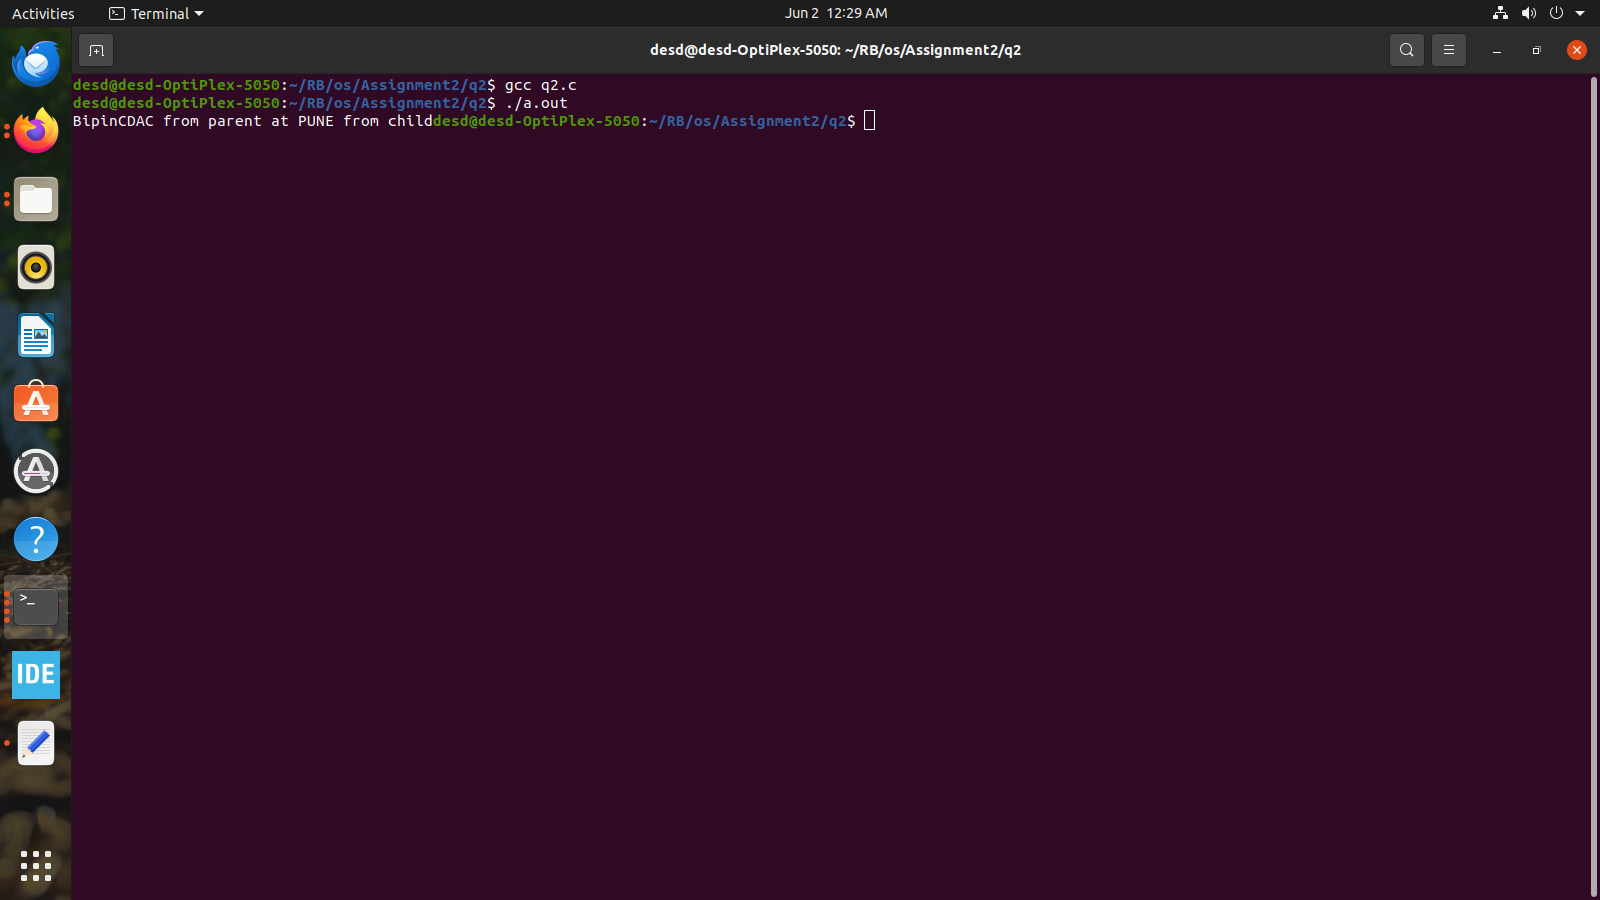 Activities Terminal Jun 2 12:29 AM
desd@desd-OptiPlex-5050: ~/RB/os/Assignment2/q2
desd@desd-OptiPlex-5050:~/RB/os/Assignment2/q2$ gcc q2.c
desd@desd-OptiPlex-5050:~/RB/os/Assignment2/q2$ ./a.out
BipinCDAC from parent at PUNE from childdesd@desd-OptiPlex-5050:~/RB/os/Assignment2/q2$
?
>_
IDE